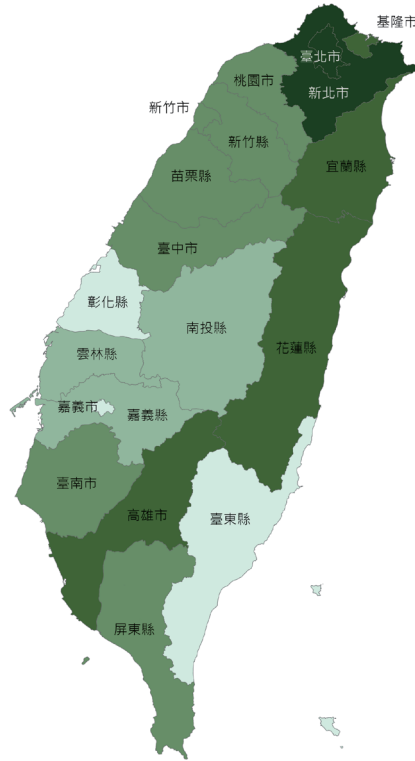 基隆市
臺北市
桃園市
新北市
新竹市
新竹縣
宜蘭縣
苗栗縣
臺中市
彰化縣
南投縣
花蓮縣
雲林縣
嘉義市
嘉義縣
臺南市
高雄市
臺東縣
屏東縣